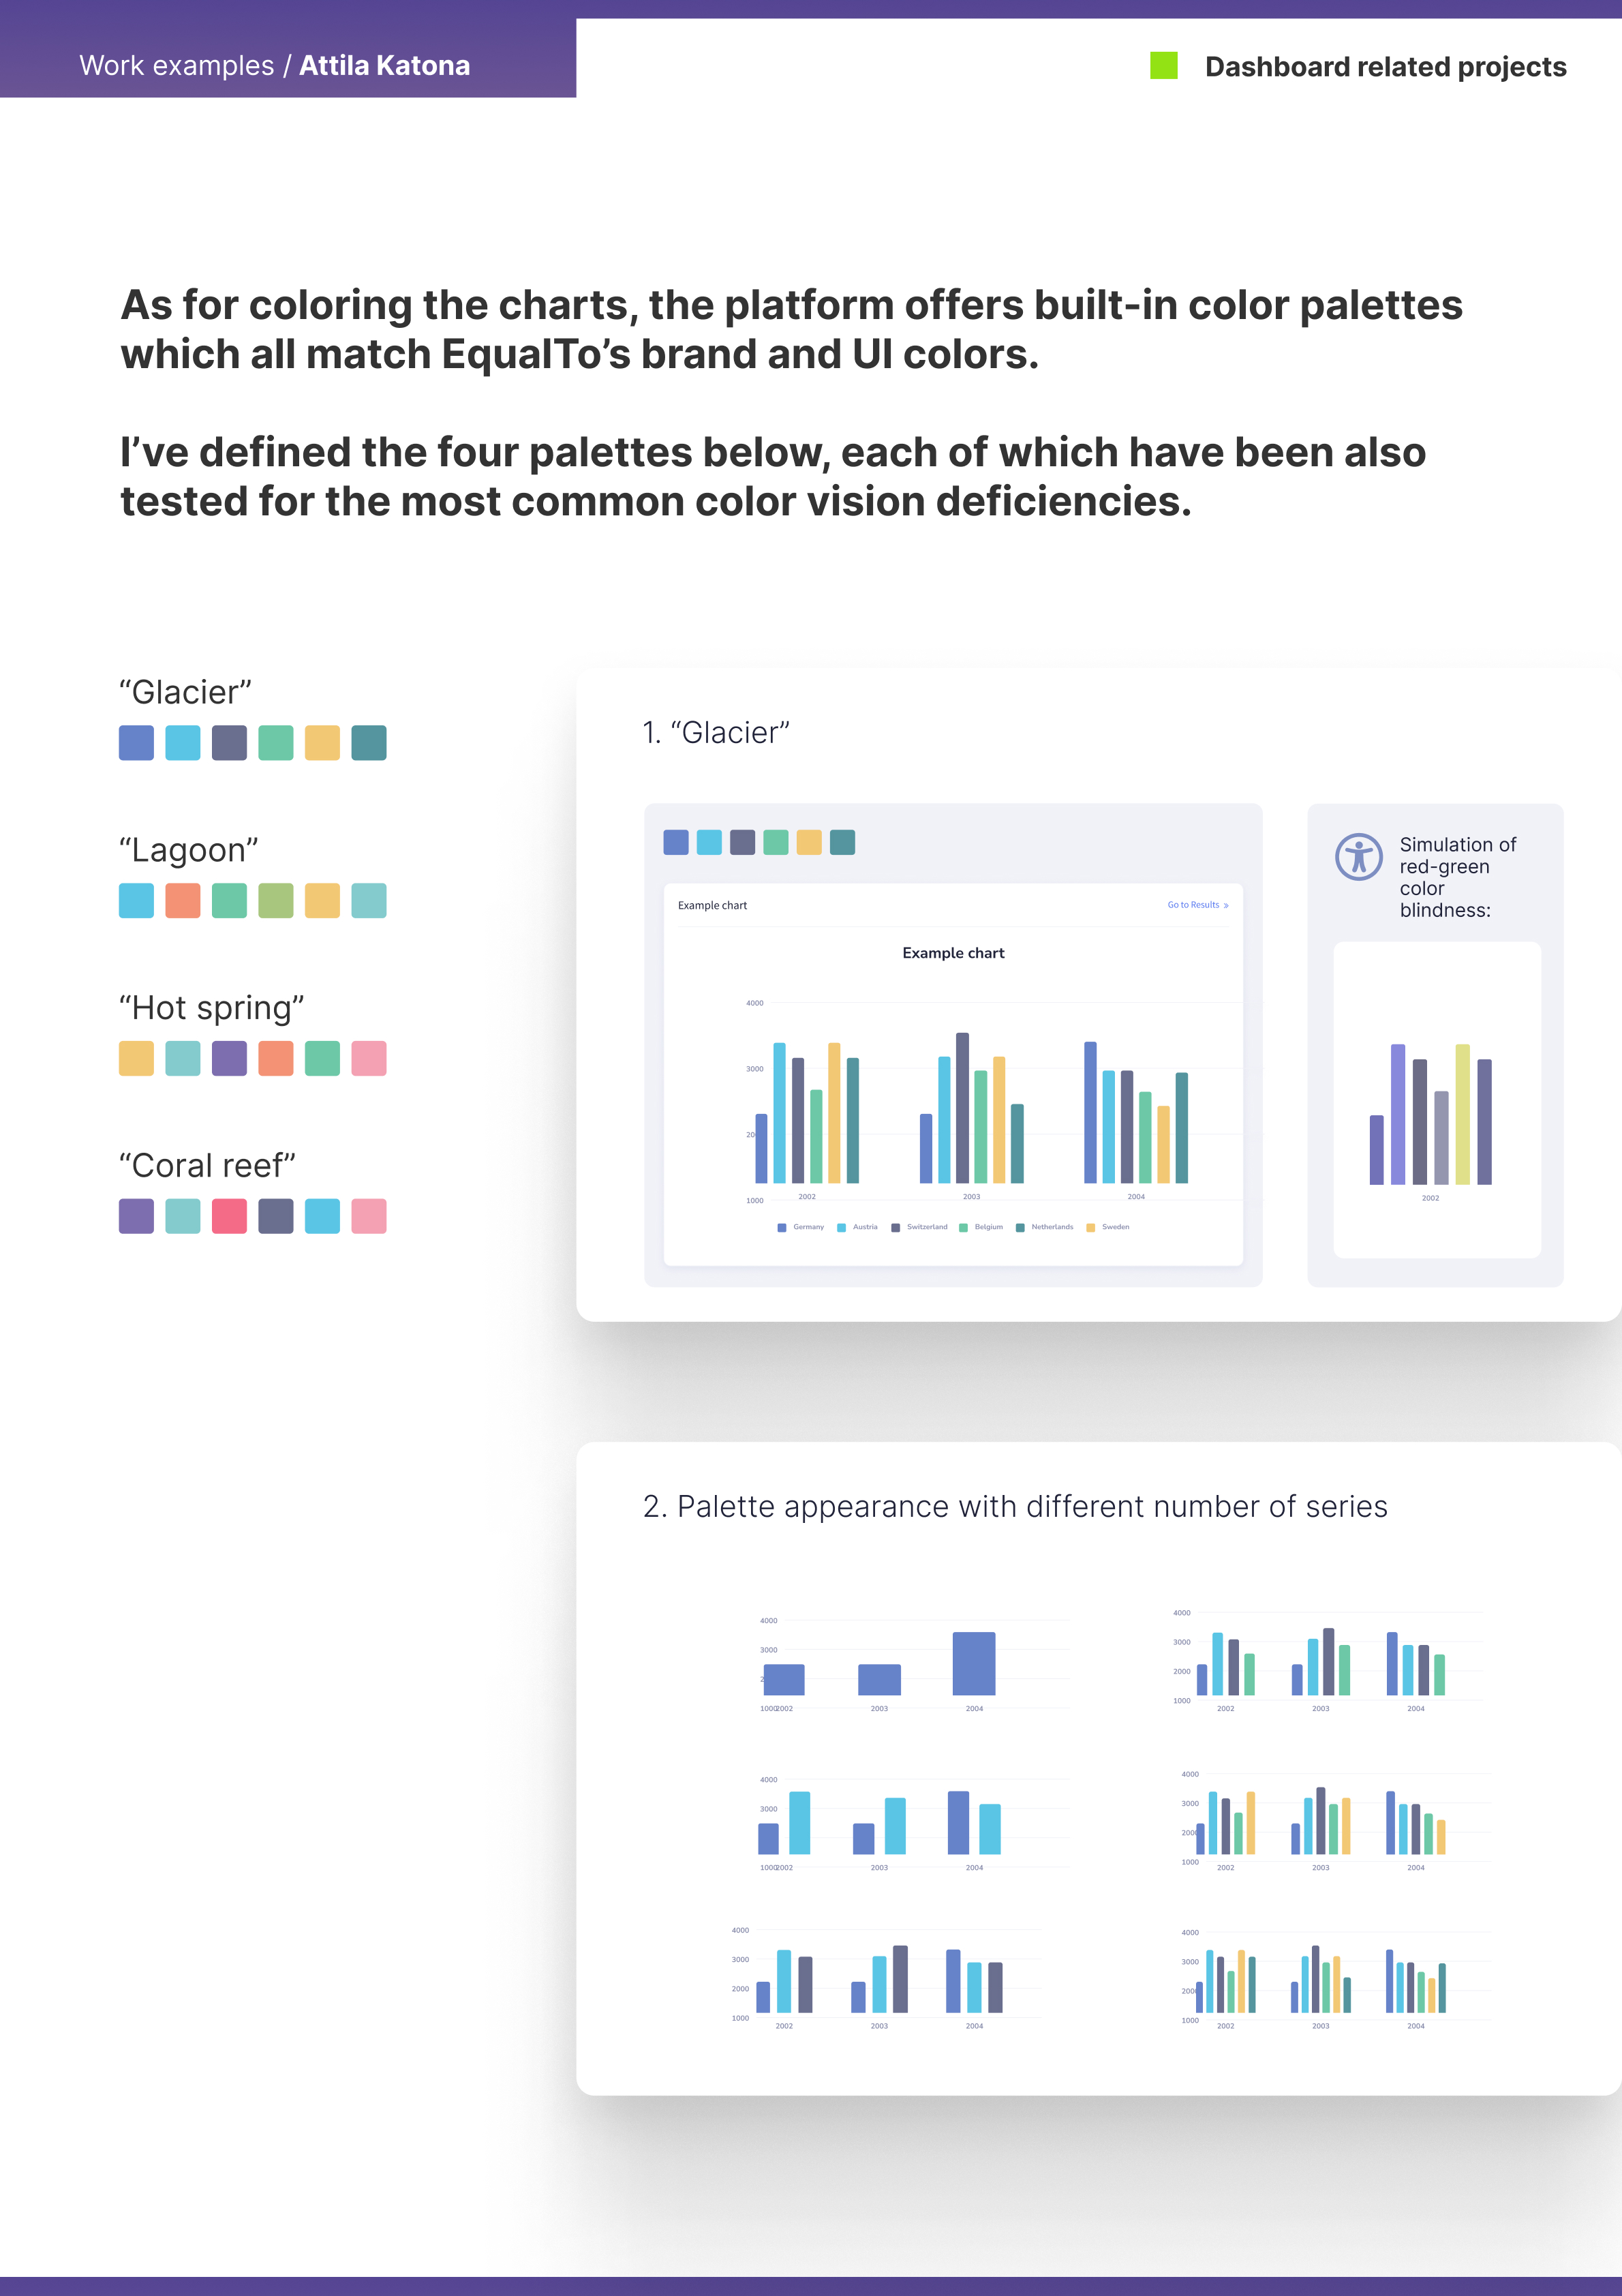 Work examples / Attila Katona
Dashboard related projects
As for coloring the charts, the platform offers built-in color palettes
which all match EqualTo’s brand and UI colors.
I’ve defined the four palettes below, each of which have been also
tested for the most common color vision deficiencies.
“Glacier”
“Lagoon”
“Hot spring”
“Coral reef”
1. “Glacier”
Example chart
Go to Results »
Example chart
4000
3000
20
1000
2002
2003
2004
Germany
Austria
Switzerland
Belgium
Netherlands
Sweden
Simulation of
red-green
color
blindness:
2002
2. Palette appearance with different number of series
4000
3000
2
1000
2002
2003
2004
4000
3000
2000
1000
2002
2003
2004
4000
3000
1000
2002
2003
2004
4000
3000
2000
1000
2002
2003
2004
4000
3000
2000
1000
2002
2003
2004
4000
3000
2000
1000
2002
2003
2004